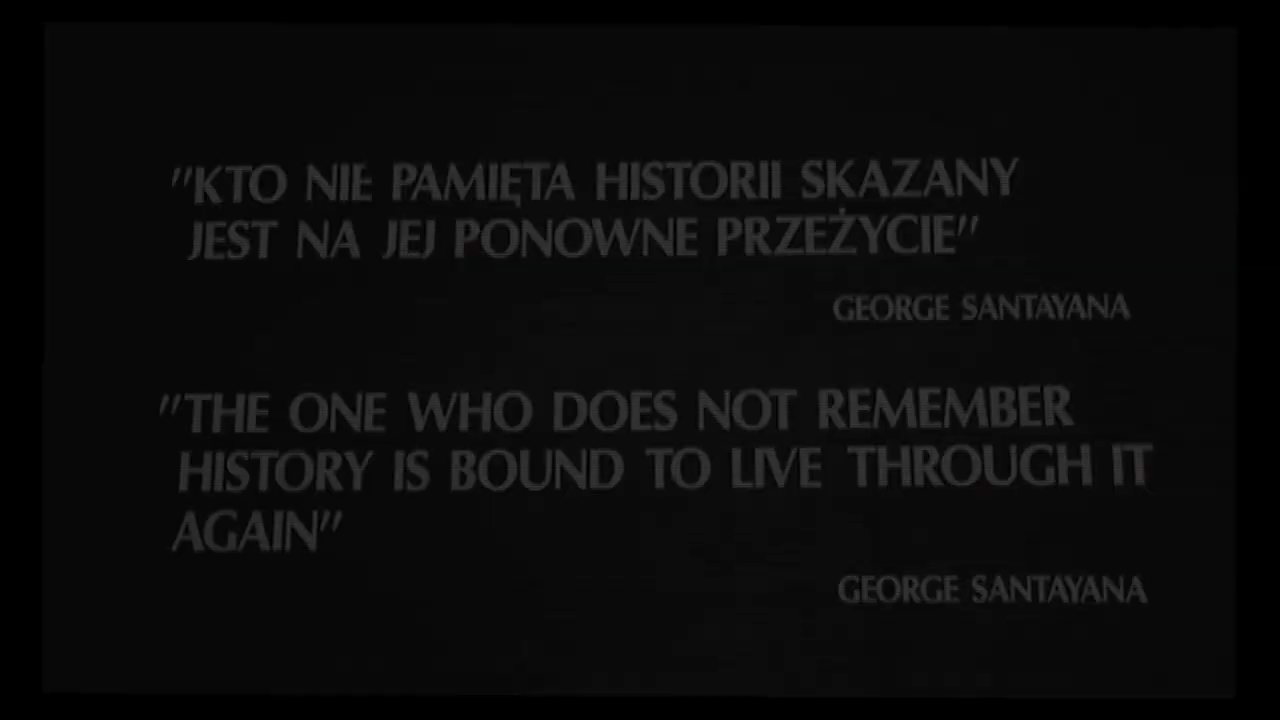 "KTO NIE PAMIĘTA HISTORII SKAZANY
JEST NA JEJ PONOWNE PRZEŻYCIE"
GEORGE SANTAYANA
"THE ONE WHO DOES NOT REMEMBER
HISTORY IS BOUND TO LIVE THROUGH IT
AGAIN"
GEORGE SANTAYANA